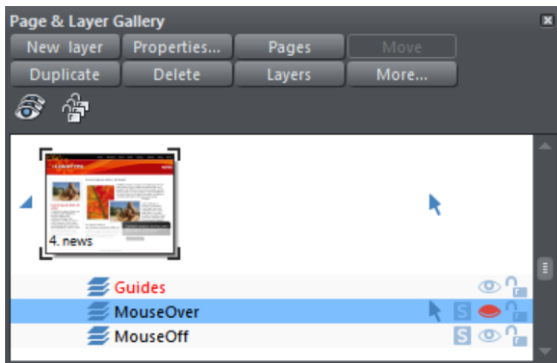 Page & Layer Gallery
New layer Properties... Pages Move
Duplicate Delete Layers More...
4. news
Guides
MouseOver S
MouseOff S